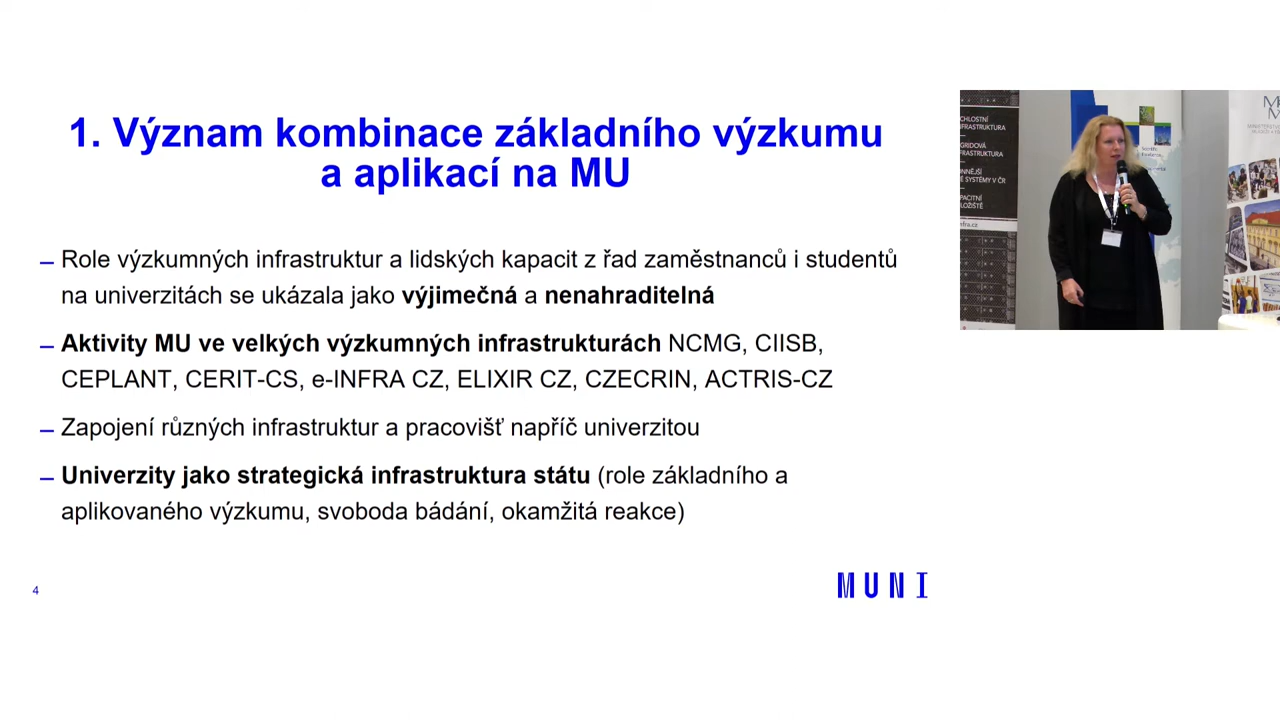 1. Význam kombinace základního výzkumu
a aplikací na MU
– Role výzkumných infrastruktur a lidských kapacit z řad zaměstnanců i studentů
na univerzitách se ukázala jako výjimečná a nenahraditelná
– Aktivity MU ve velkých výzkumných infrastrukturách NCMG, CIISB,
CEPLANT, CERIT-CS, e-INFRA CZ, ELIXIR CZ, CZECRIN, ACTRIS-CZ
– Zapojení různých infrastruktur a pracovišť napříč univerzitou
– Univerzity jako strategická infrastruktura státu (role základního a
aplikovaného výzkumu, svoboda bádání, okamžitá reakce)
4
MUNI